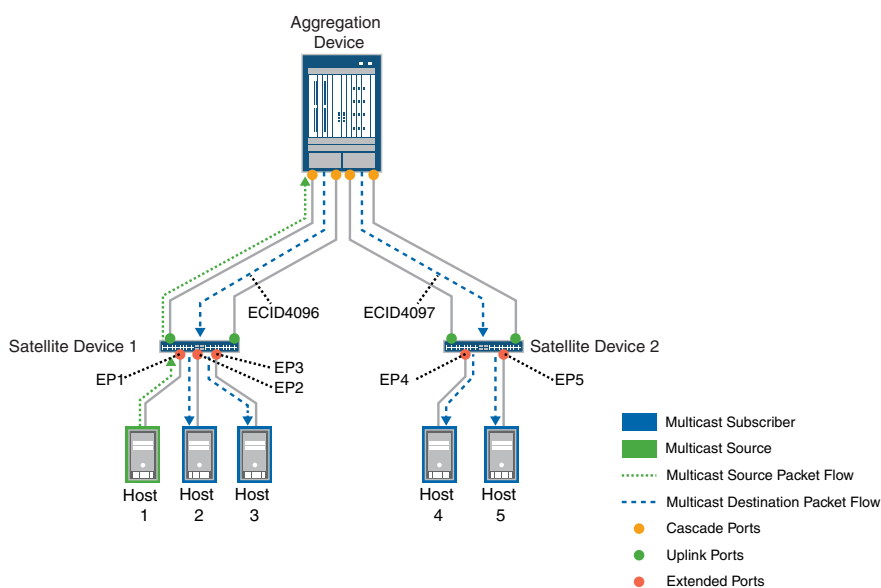 Aggregation
Device
ECID4096
ECID4097
Satellite Device 1
Satellite Device 2
EP1
EP3
EP2
EP4
EP5
Host
1
Host
2
Host
3
Host
4
Host
5
Multicast Subscriber
Multicast Source
Multicast Source Packet Flow
Multicast Destination Packet Flow
Cascade Ports
Uplink Ports
Extended Ports